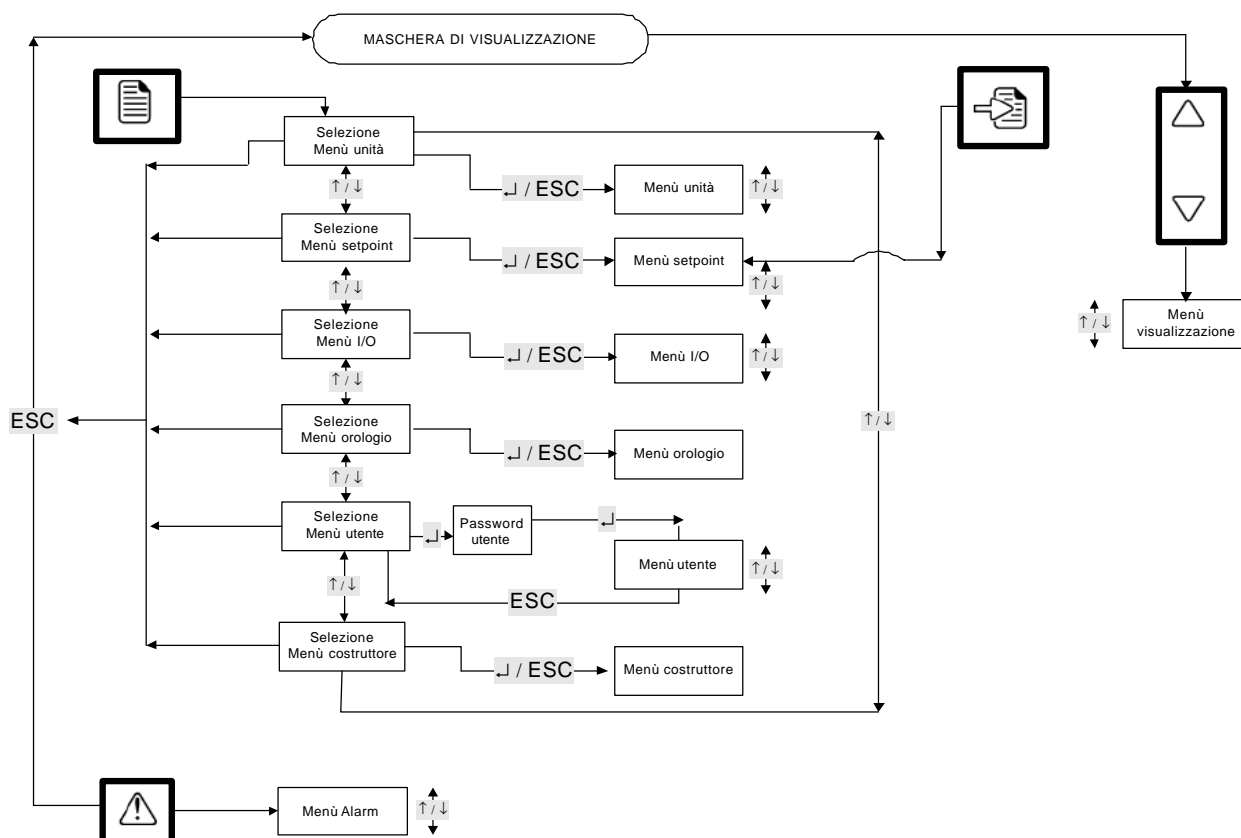 MASCHERA DI VISUALIZZAZIONE
Selezione
Menù unità
↵ / ESC
Menù unità
↑ / ↓
↑ / ↓
Selezione
Menù setpoint
↵ / ESC
Menù setpoint
↑ / ↓
↑ / ↓
Menù
visualizzazione
↑ / ↓
Selezione
Menù I/O
↵ / ESC
Menù I/O
↑ / ↓
↑ / ↓
ESC
Selezione
Menù orologio
↵ / ESC
Menù orologio
↑ / ↓
↑ / ↓
Selezione
Menù utente
↵
Password
utente
↵
Menù utente
↑ / ↓
↑ / ↓
ESC
Selezione
Menù costruttore
↵ / ESC
Menù costruttore
Menù Alarm
↑ / ↓